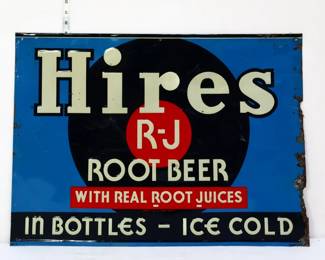 Hires
R-J
ROOT BEER
WITH REAL ROOT JUICES
IN BOTTLES - ICE COLD